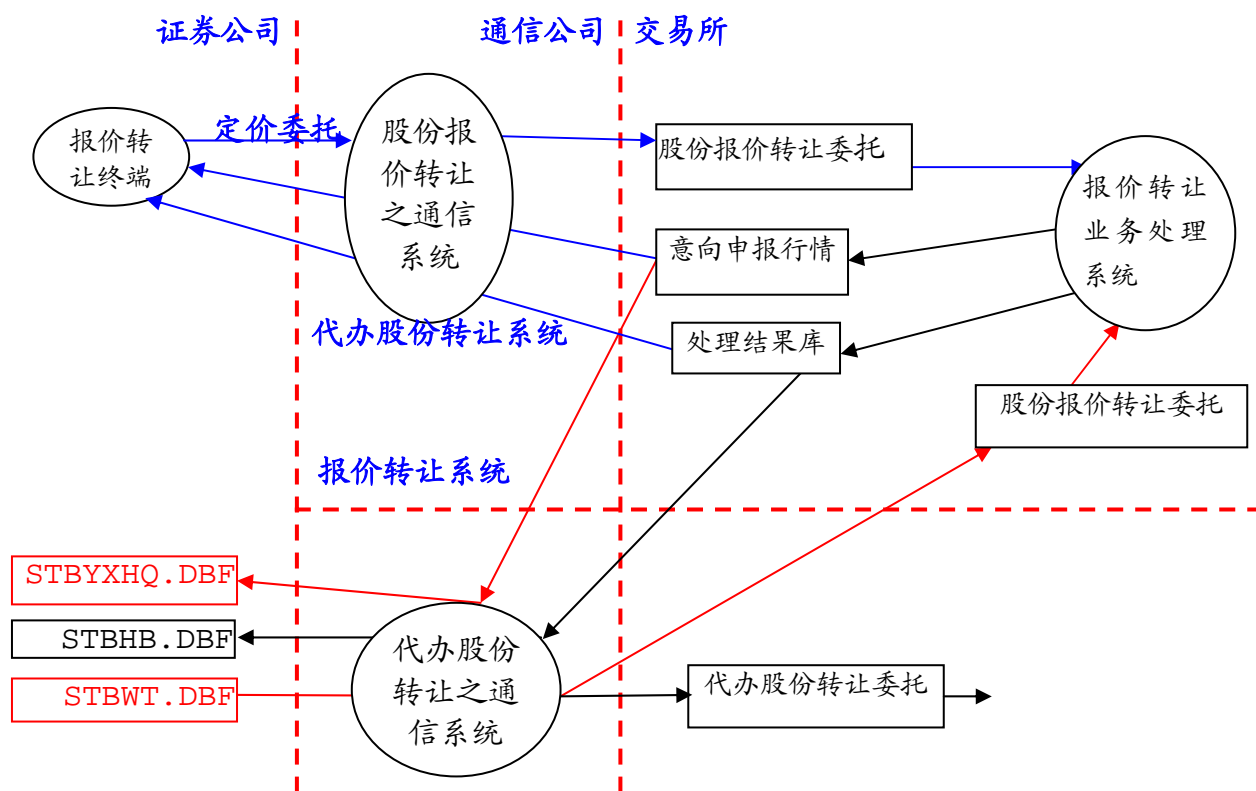 证券公司
通信公司
交易所
定价委托
报价转
让终端
股份报
价转让
之通信
系统
股份报价转让委托
报价转让
业务处理
系统
意向申报行情
代办股份转让系统
处理结果库
股份报价转让委托
报价转让系统
STBYXHQ.DBF
STBHB.DBF
STBWT.DBF
代办股份
转让之通
信系统
代办股份转让委托